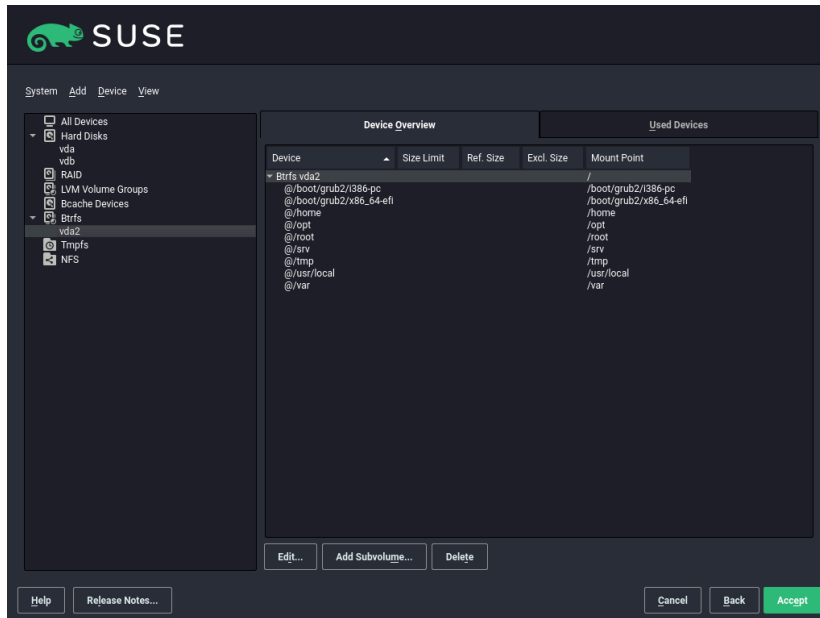 SUSE
System Add Device View
All Devices
Hard Disks
vda
vdb
RAID
LVM Volume Groups
Bcache Devices
Btrfs
vda2
Tmpfs
NFS
Device Overview
Used Devices
Device Size Limit Ref. Size Excl. Size Mount Point
Btrfs vda2 /
@/boot/grub2/i386-pc /boot/grub2/i386-pc
@/boot/grub2/x86_64-efi /boot/grub2/x86_64-efi
@/home /home
@/opt /opt
@/root /root
@/srv /srv
@/tmp /tmp
@/usr/local /usr/local
@/var /var
Edit... Add Subvolume... Delete
Help Release Notes... Cancel Back Accept